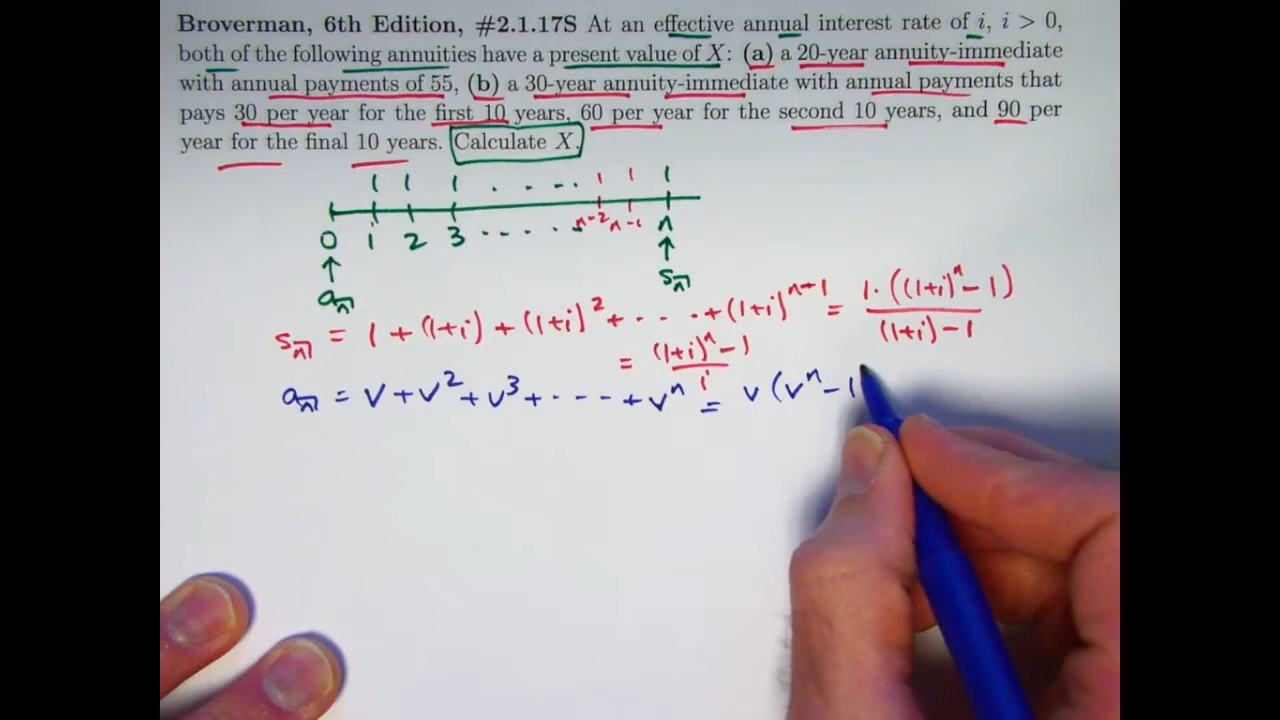 Broverman, 6th Edition, #2.1.17S At an effective annual interest rate of i, i > 0,
both of the following annuities have a present value of X: (a) a 20-year annuity-immediate
with annual payments of 55, (b) a 30-year annuity-immediate with annual payments that
pays 30 per year for the first 10 years, 60 per year for the second 10 years, and 90 per
year for the final 10 years. Calculate X.
1 1 1 . . - . . 1 1 1
0 1 2 3 . . . . . n-2 n-1 n
↑ ↑
a_n⌉ s_n⌉
s_n⌉ = 1 + (1+i) + (1+i)^2 + . . . + (1+i)^{n+1} = 1·((1+i)^n - 1) / (1+i) - 1
= (1+i)^n - 1 / i
a_n⌉ = v + v^2 + v^3 + . - - - + v^n = v (v^n - 1